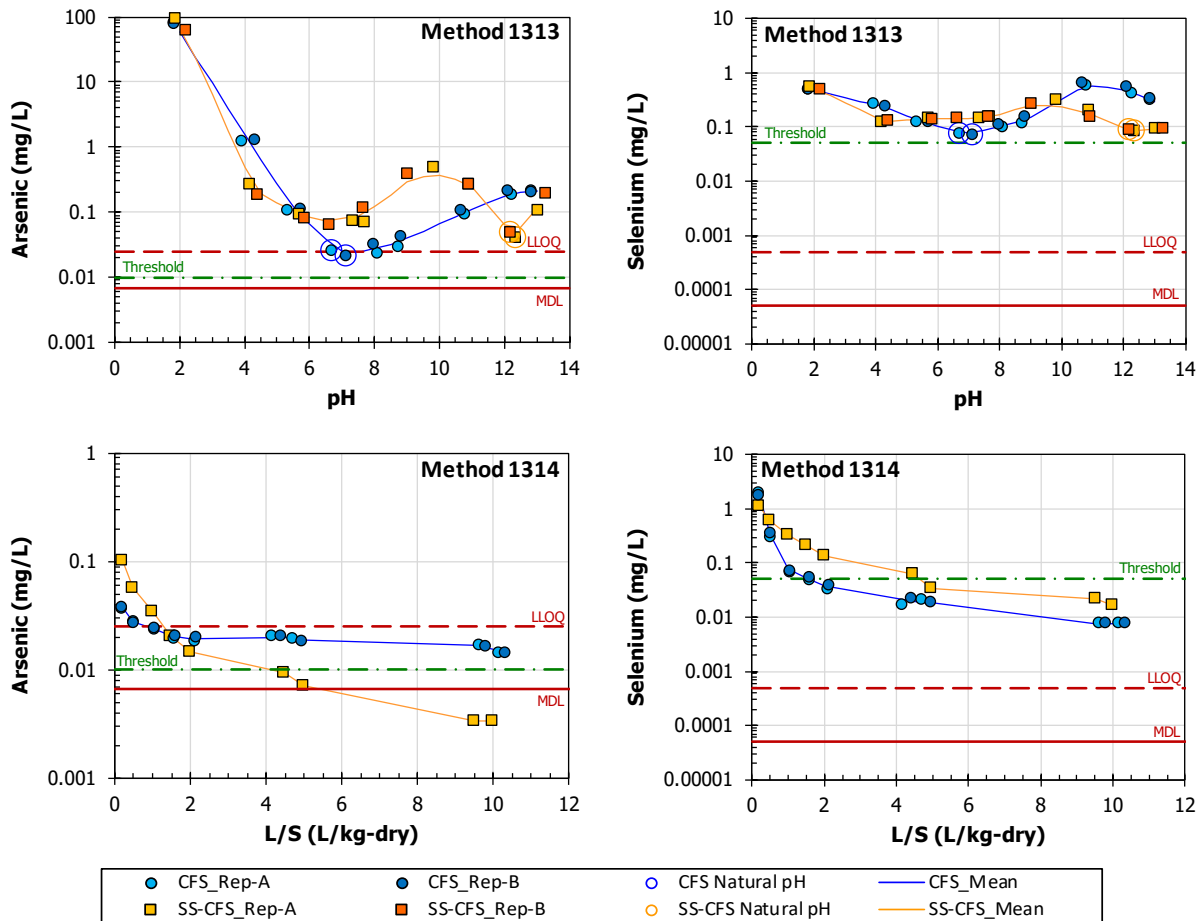 Method 1313
Arsenic (mg/L)
100
10
1
0.1
0.01
0.001
LLOQ
Threshold
MDL
0 2 4 6 8 10 12 14
pH
Method 1313
Selenium (mg/L)
10
1
0.1
0.01
0.001
0.0001
0.00001
Threshold
LLOQ
MDL
0 2 4 6 8 10 12 14
pH
Method 1314
Arsenic (mg/L)
1
0.1
0.01
0.001
LLOQ
Threshold
MDL
0 2 4 6 8 10 12
L/S (L/kg-dry)
Method 1314
Selenium (mg/L)
10
1
0.1
0.01
0.001
0.0001
0.00001
Threshold
LLOQ
MDL
0 2 4 6 8 10 12
L/S (L/kg-dry)
CFS_Rep-A CFS_Rep-B CFS Natural pH CFS_Mean
SS-CFS_Rep-A SS-CFS_Rep-B SS-CFS Natural pH SS-CFS_Mean